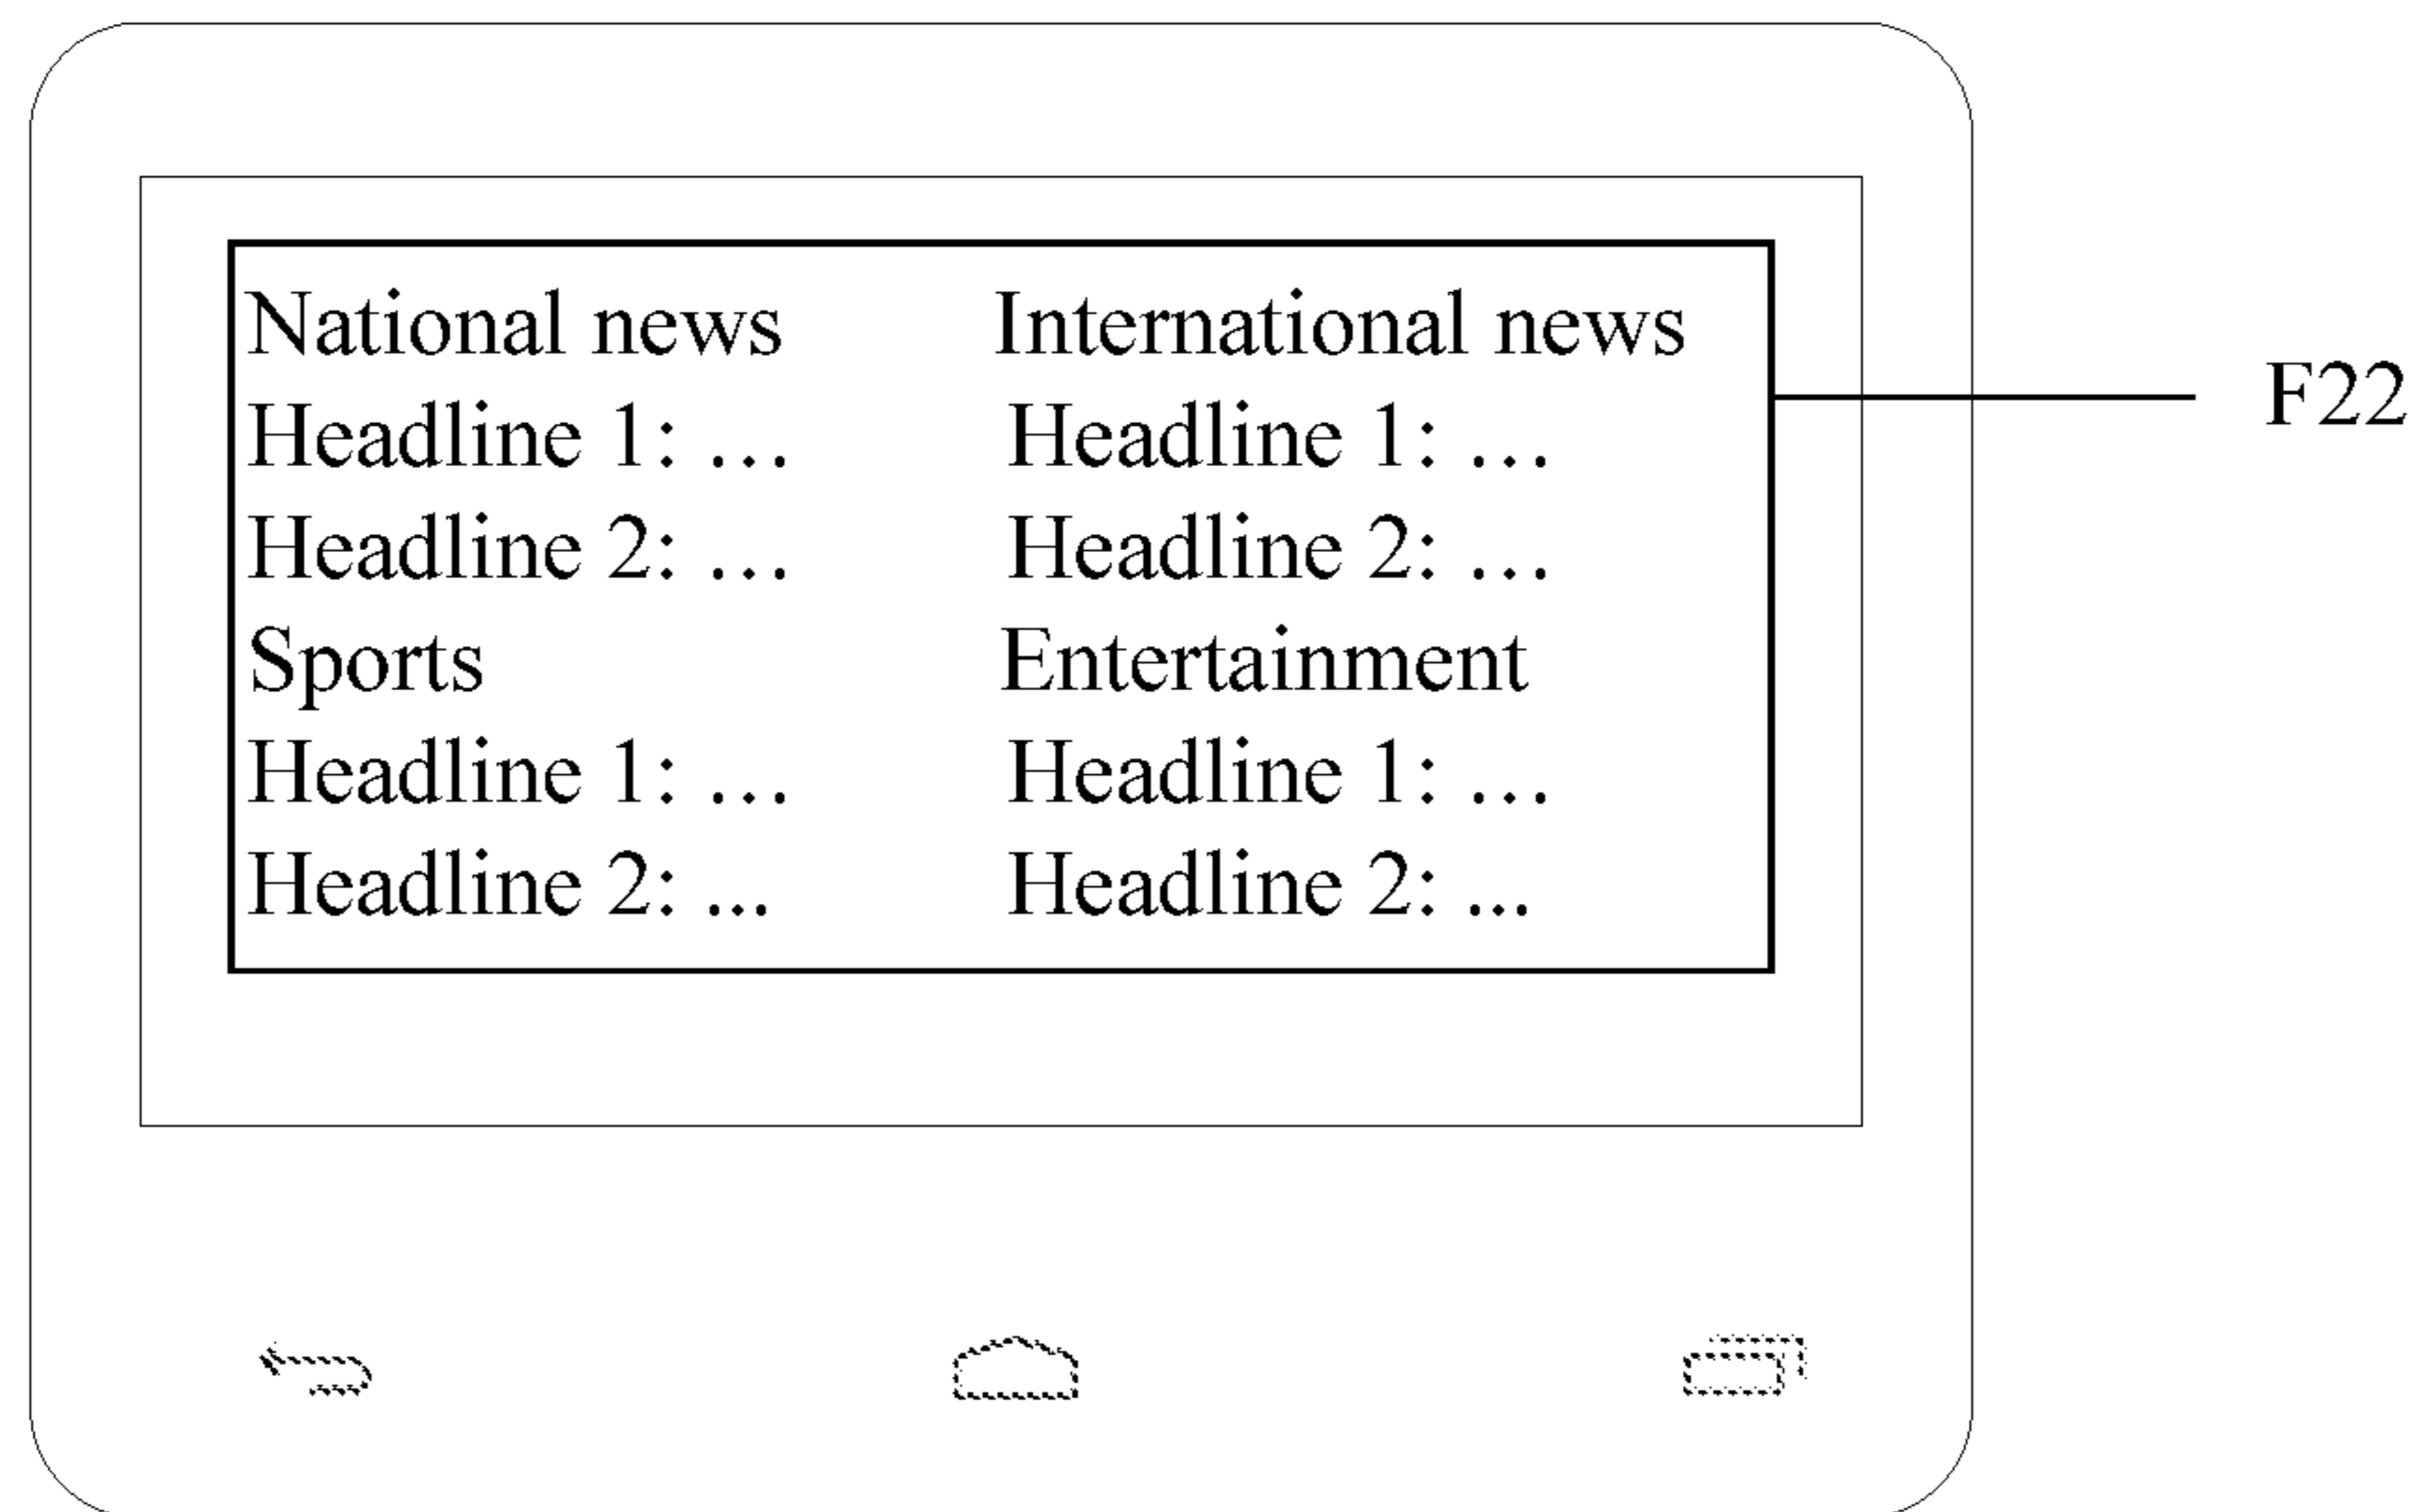 National news International news
Headline 1: ... Headline 1: ...
Headline 2: ... Headline 2: ...
Sports Entertainment
Headline 1: ... Headline 1: ...
Headline 2: ... Headline 2: ...
F22